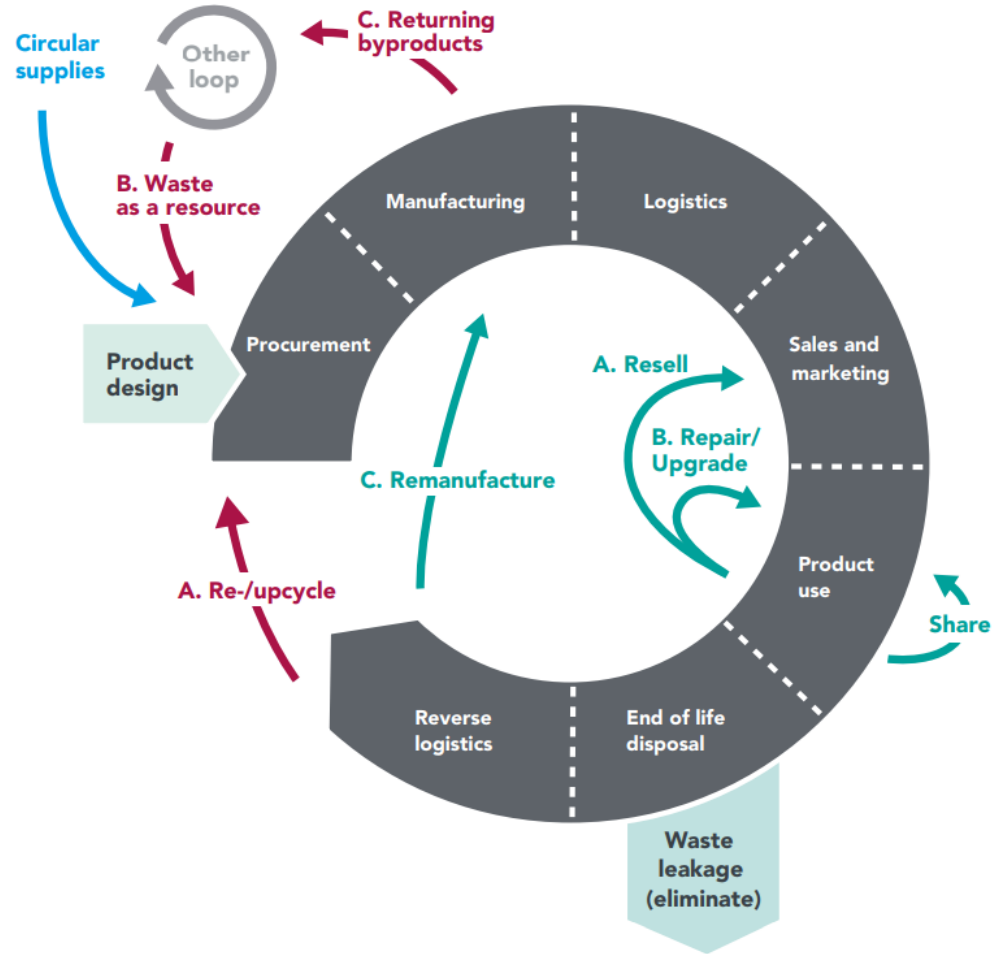 Circular
supplies
Other
loop
C. Returning
byproducts
B. Waste
as a resource
Manufacturing
Logistics
Procurement
Product
design
Sales and
marketing
A. Resell
B. Repair/
Upgrade
C. Remanufacture
Product
use
A. Re-/upcycle
Share
Reverse
logistics
End of life
disposal
Waste
leakage
(eliminate)